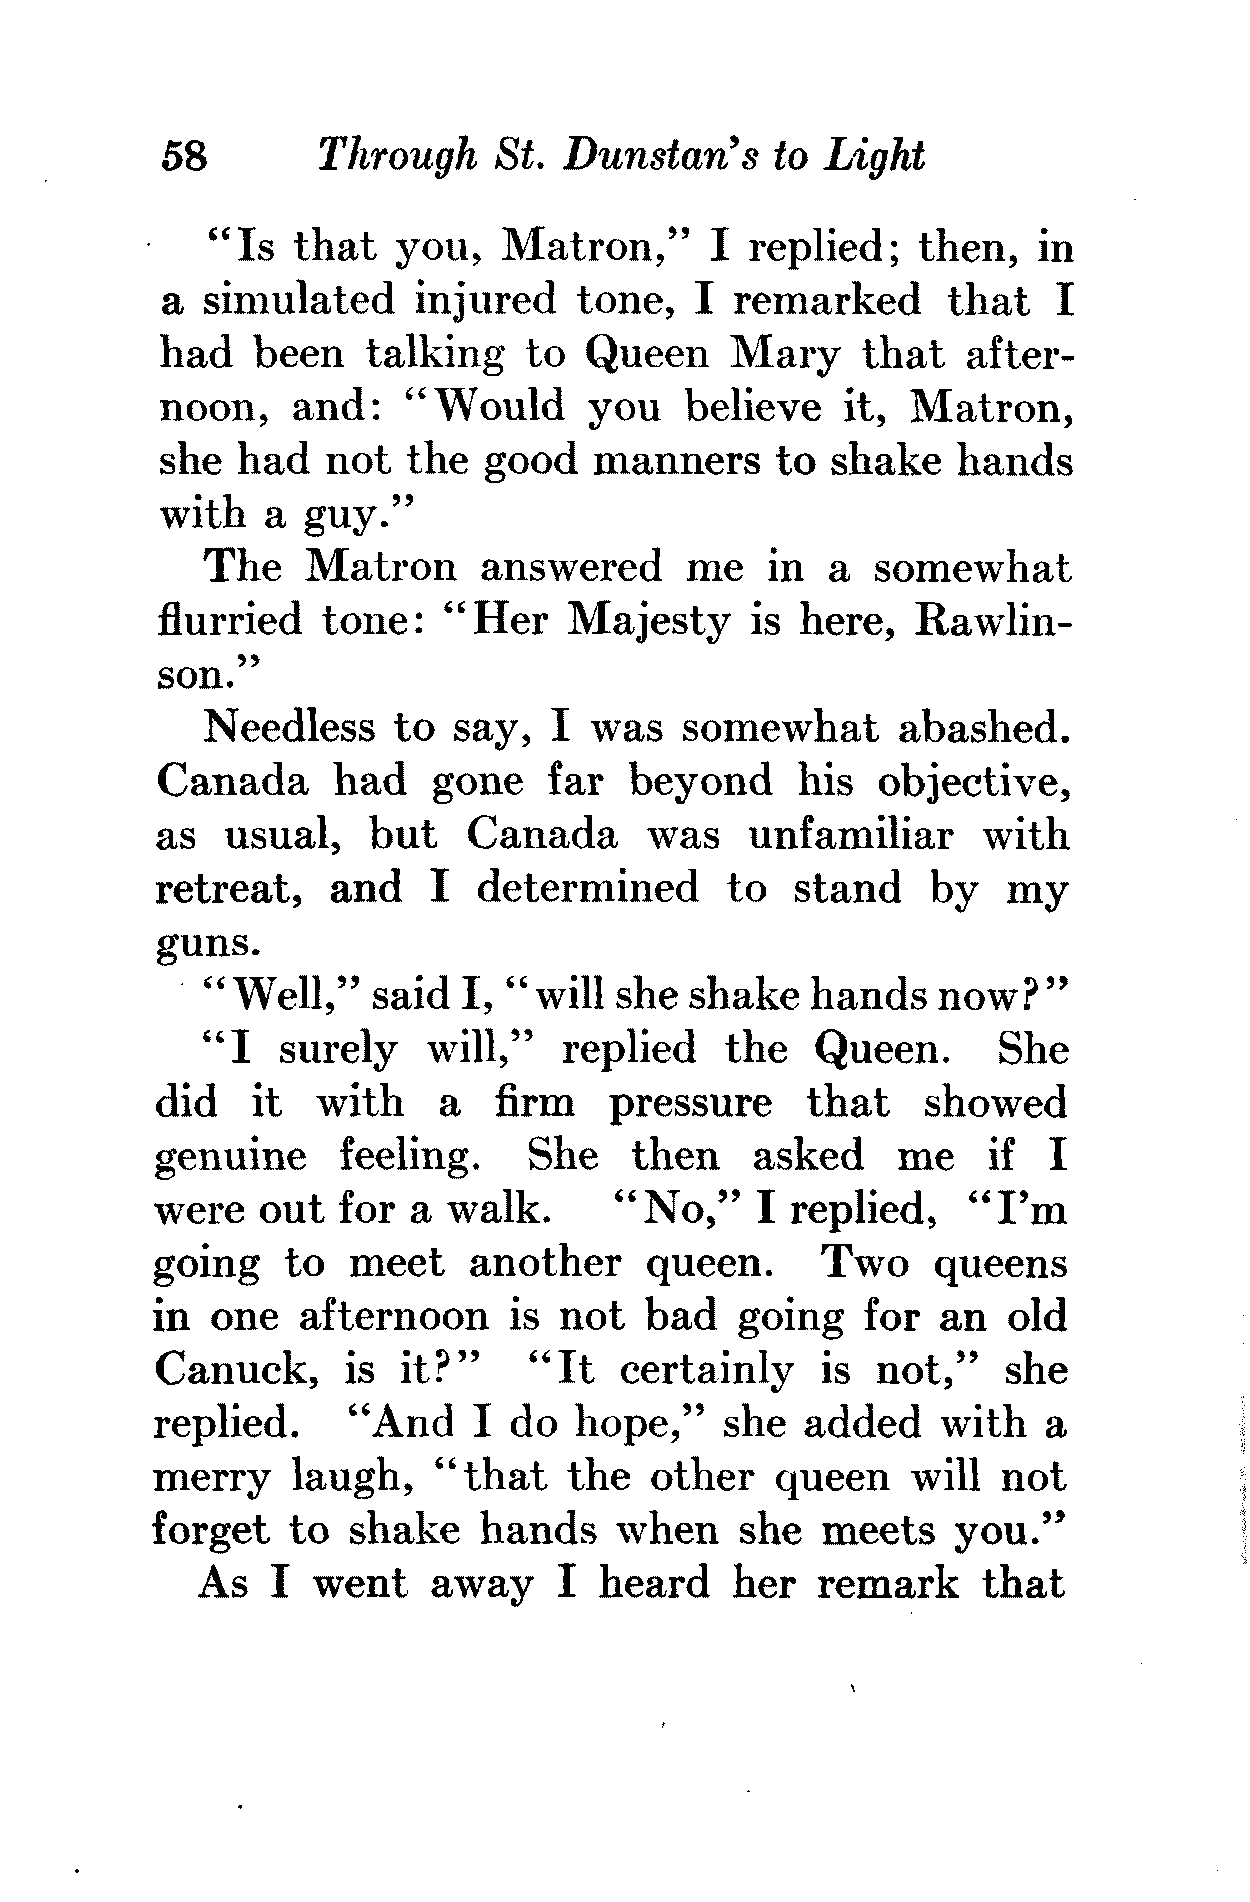 58 Through St. Dunstan's to Light
"Is that you, Matron," I replied; then, in
a simulated injured tone, I remarked that I
had been talking to Queen Mary that after-
noon, and: "Would you believe it, Matron,
she had not the good manners to shake hands
with a guy."
The Matron answered me in a somewhat
flurried tone: "Her Majesty is here, Rawlin-
son."
Needless to say, I was somewhat abashed.
Canada had gone far beyond his objective,
as usual, but Canada was unfamiliar with
retreat, and I determined to stand by my
guns.
"Well," said I, "will she shake hands now?"
"I surely will," replied the Queen. She
did it with a firm pressure that showed
genuine feeling. She then asked me if I
were out for a walk. "No," I replied, "I'm
going to meet another queen. Two queens
in one afternoon is not bad going for an old
Canuck, is it?" "It certainly is not," she
replied. "And I do hope," she added with a
merry laugh, "that the other queen will not
forget to shake hands when she meets you."
As I went away I heard her remark that